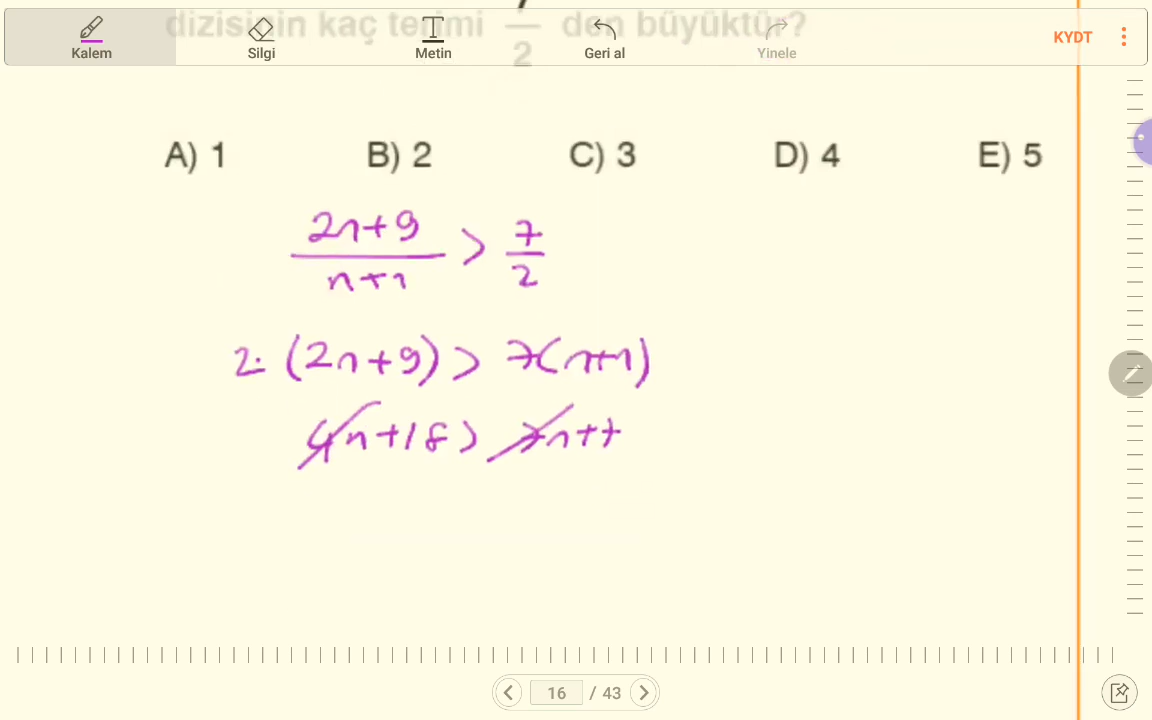 dizisinin kaç terimi 7/2 den büyüktür?
Kalem Silgi Metin Geri al Yinele KYDT
A) 1 B) 2 C) 3 D) 4 E) 5
2n+9 / n+1 > 7/2
2·(2n+9) > 7(n+1)
4n+18 > 7n+7
16 / 43